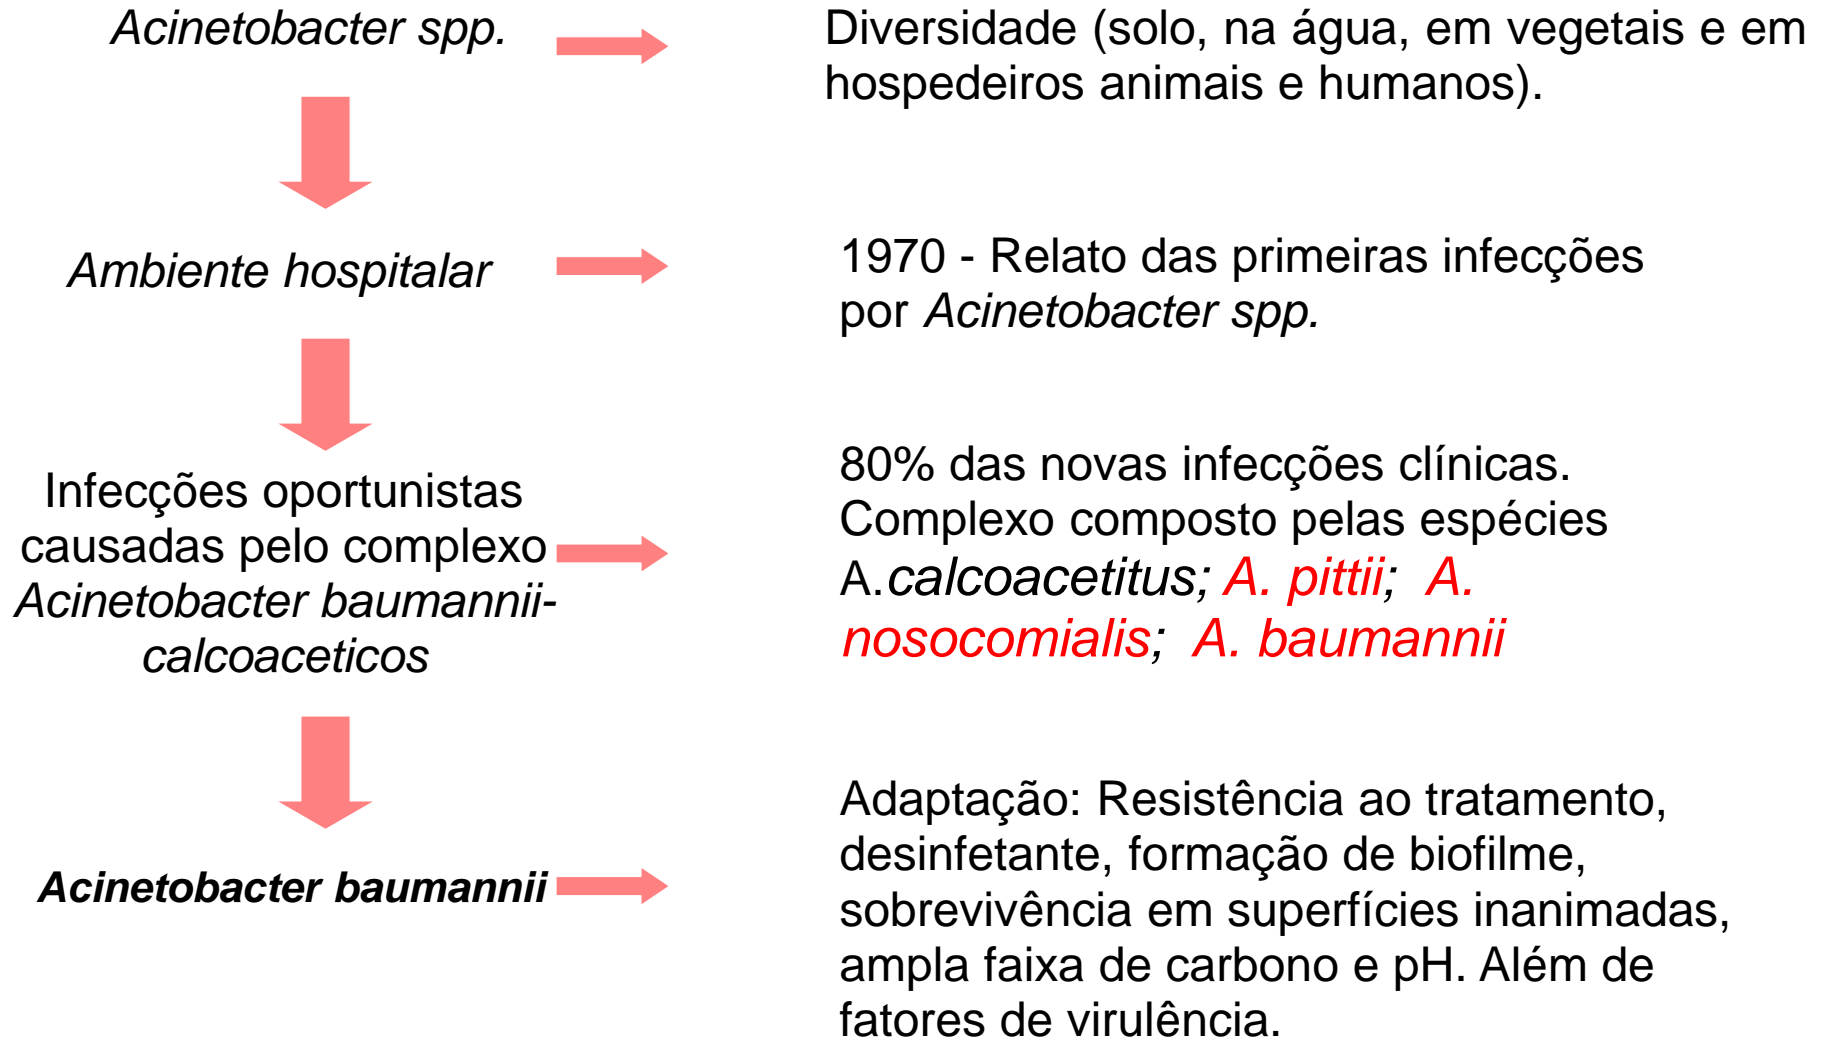 Acinetobacter spp.
Diversidade (solo, na água, em vegetais e em
hospedeiros animais e humanos).
Ambiente hospitalar
1970 - Relato das primeiras infecções
por Acinetobacter spp.
Infecções oportunistas
causadas pelo complexo
Acinetobacter baumannii-
calcoaceticos
80% das novas infecções clínicas.
Complexo composto pelas espécies
A.calcoacetitus; A. pittii; A.
nosocomialis; A. baumannii
Acinetobacter baumannii
Adaptação: Resistência ao tratamento,
desinfetante, formação de biofilme,
sobrevivência em superfícies inanimadas,
ampla faixa de carbono e pH. Além de
fatores de virulência.